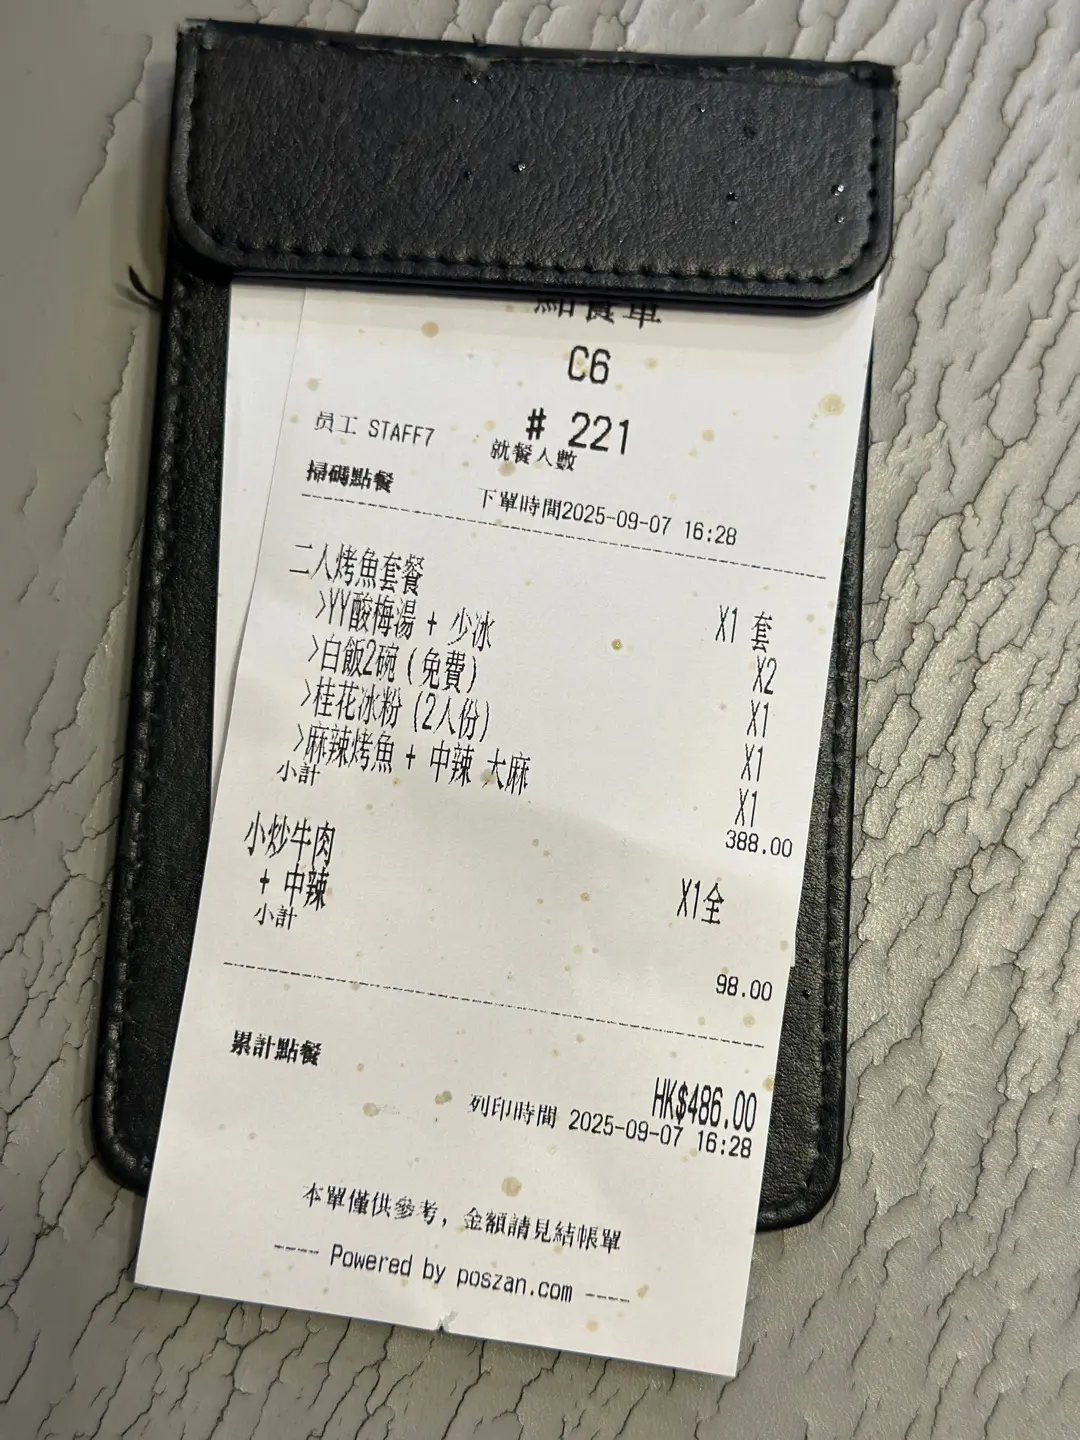 點餐單
C6
# 221
员工 STAFF7
就餐人數
掃碼點餐
下單時間2025-09-07 16:28
二人烤魚套餐 X1 套
>YY酸梅湯 + 少冰 X2
>白飯2碗 (免費) X1
>桂花冰粉 (2人份) X1
>麻辣烤魚 + 中辣 大麻 X1
小計 388.00
小炒牛肉 X1全
+ 中辣
小計 98.00
累計點餐 HK$486.00
列印時間 2025-09-07 16:28
本單僅供參考, 金額請見結帳單
---- Powered by poszan.com ----